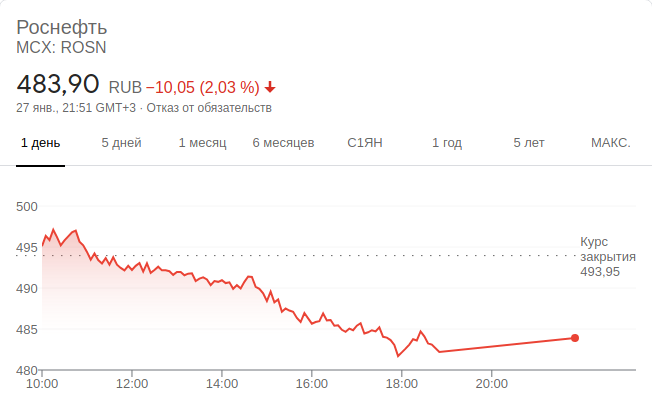 Роснефть
MCX: ROSN
483,90 RUB −10,05 (2,03 %)
27 янв., 21:51 GMT+3 · Отказ от обязательств
1 день 5 дней 1 месяц 6 месяцев С1ЯН 1 год 5 лет МАКС.
500
495
490
485
480
Курс
закрытия
493,95
10:00 12:00 14:00 16:00 18:00 20:00